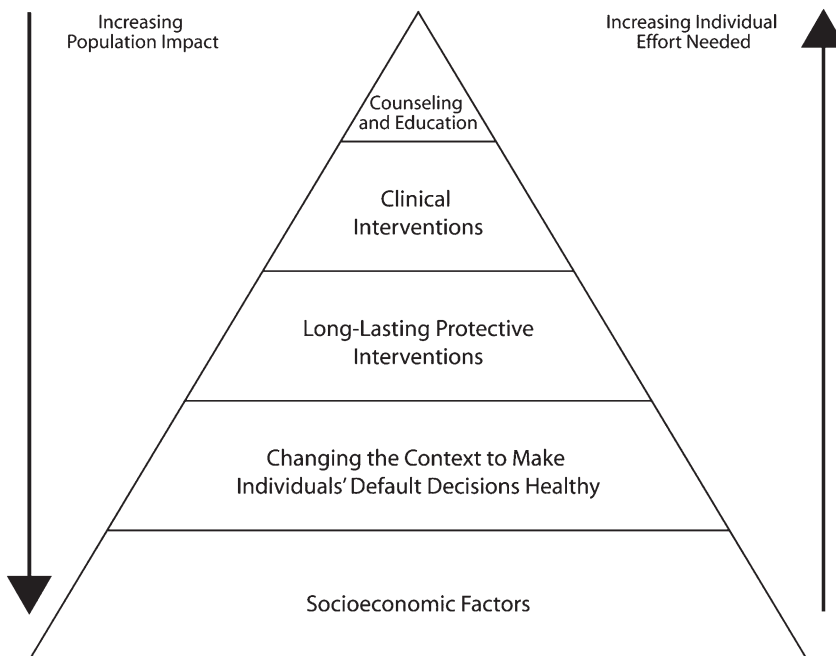 Increasing
Population Impact
Increasing Individual
Effort Needed
Counseling
and Education
Clinical
Interventions
Long-Lasting Protective
Interventions
Changing the Context to Make
Individuals’ Default Decisions Healthy
Socioeconomic Factors